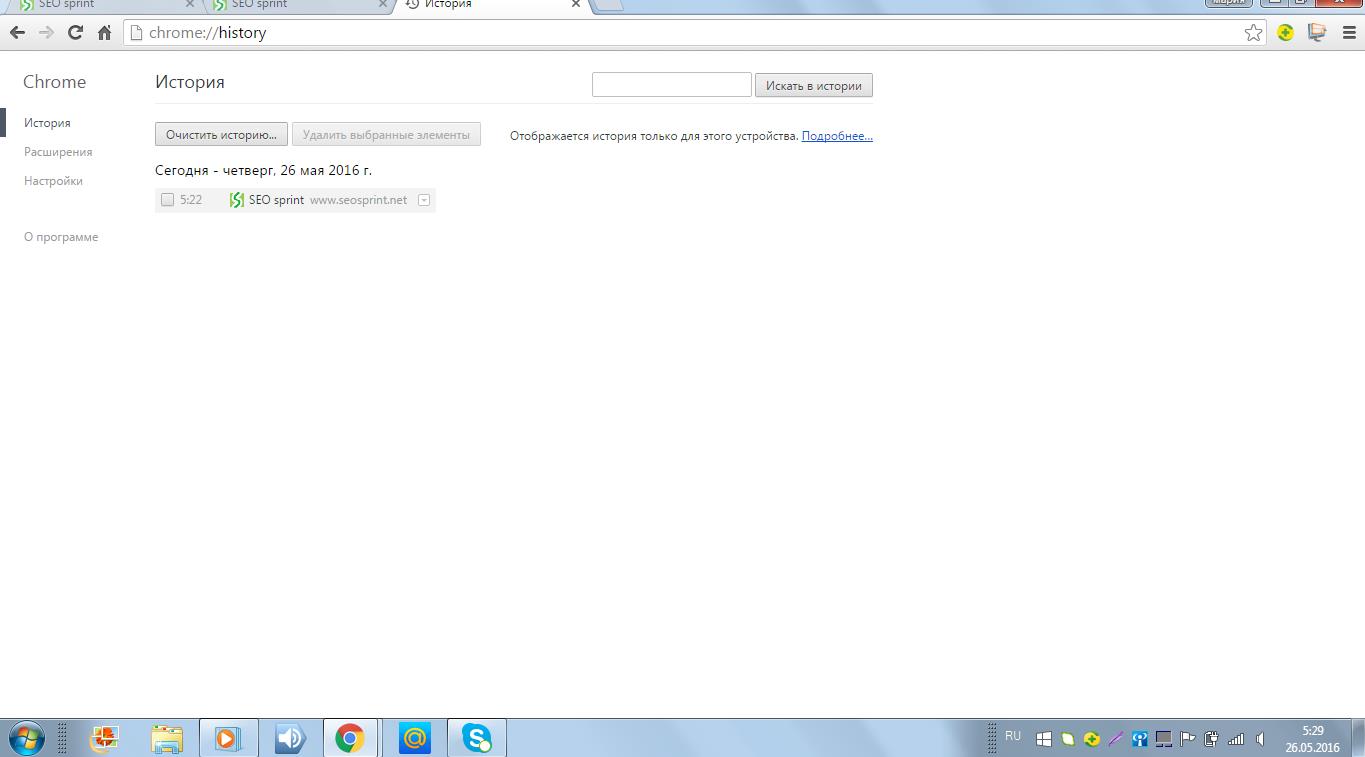 SEO sprint
SEO sprint
История
Мария
chrome://history
Chrome
История
Искать в истории
История
Расширения
Настройки
О программе
Очистить историю...
Удалить выбранные элементы
Отображается история только для этого устройства. Подробнее...
Сегодня - четверг, 26 мая 2016 г.
5:22 SEO sprint www.seosprint.net
RU
5:29
26.05.2016